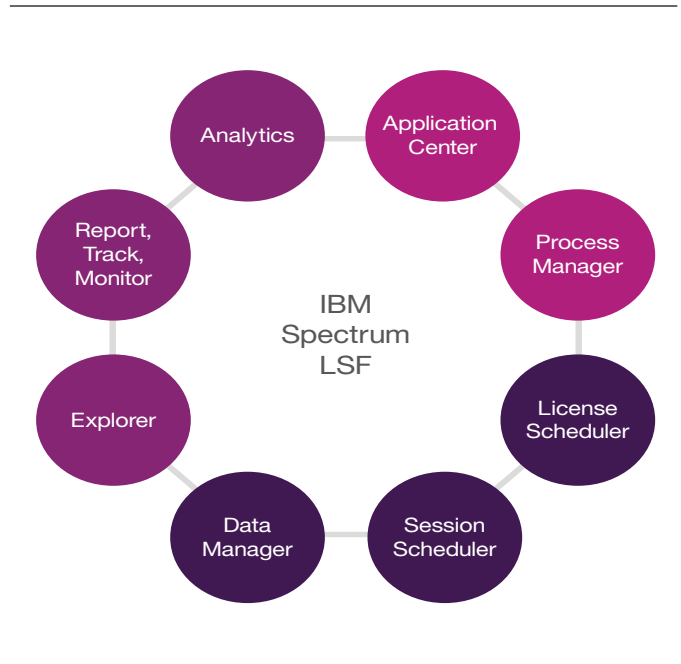 Analytics
Application
Center
Report,
Track,
Monitor
Process
Manager
IBM
Spectrum
LSF
Explorer
License
Scheduler
Data
Manager
Session
Scheduler